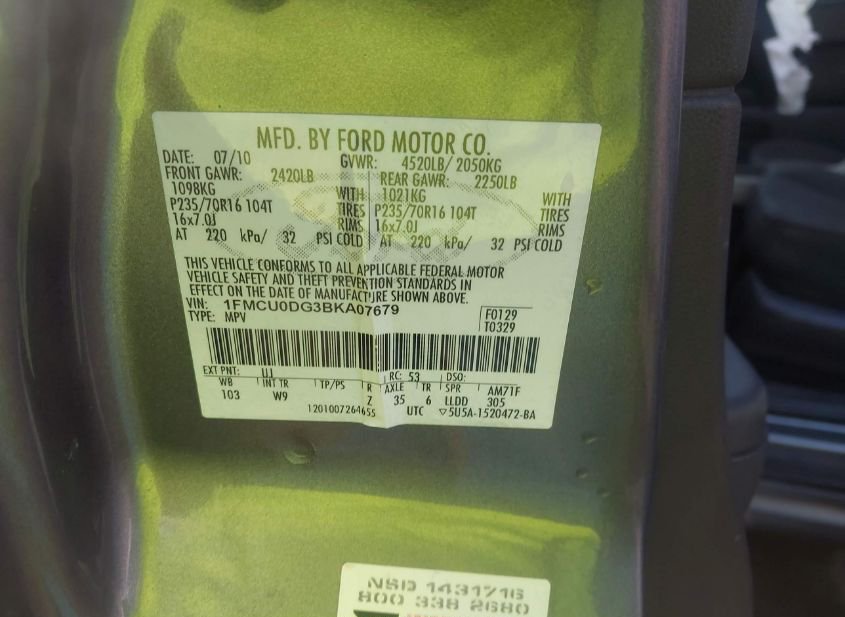 MFD. BY FORD MOTOR CO.
DATE: 07/10 GVWR: 4520LB/ 2050KG
FRONT GAWR: 2420LB REAR GAWR: 2250LB
1098KG WITH 1021KG WITH
P235/70R16 104T TIRES P235/70R16 104T TIRES
16x7.0J RIMS 16x7.0J RIMS
AT 220 kPa/ 32 PSI COLD AT 220 kPa/ 32 PSI COLD
THIS VEHICLE CONFORMS TO ALL APPLICABLE FEDERAL MOTOR
VEHICLE SAFETY AND THEFT PREVENTION STANDARDS IN
EFFECT ON THE DATE OF MANUFACTURE SHOWN ABOVE.
VIN: 1FMCU0DG3BKA07679 F0129
TYPE: MPV T0329
EXT PNT: UJ RC: 53 DSO:
WB INT TR TP/PS R AXLE TR SPR AM71F
103 W9 Z 35 6 LLDD 305
1201007264655 UTC ▽5U5A-1520472-BA
NSD 1431716
800 338 2680